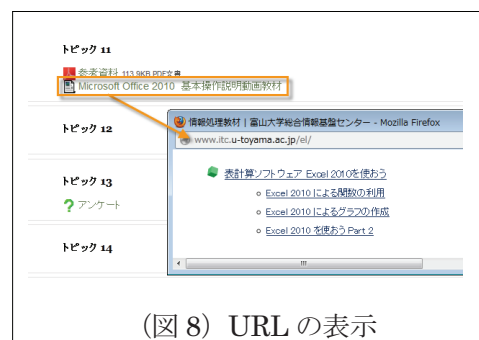 トピック 11
参考資料 113.9KB PDF文書
Microsoft Office 2010 基本操作説明動画教材
トピック 12
情報処理教材 | 富山大学総合情報基盤センター - Mozilla Firefox
www.itc.u-toyama.ac.jp/el/
表計算ソフトウェア Excel 2010を使おう
Excel 2010 による関数の利用
Excel 2010 によるグラフの作成
Excel 2010 を使おう Part 2
トピック 13
アンケート
トピック 14
(図 8) URL の表示